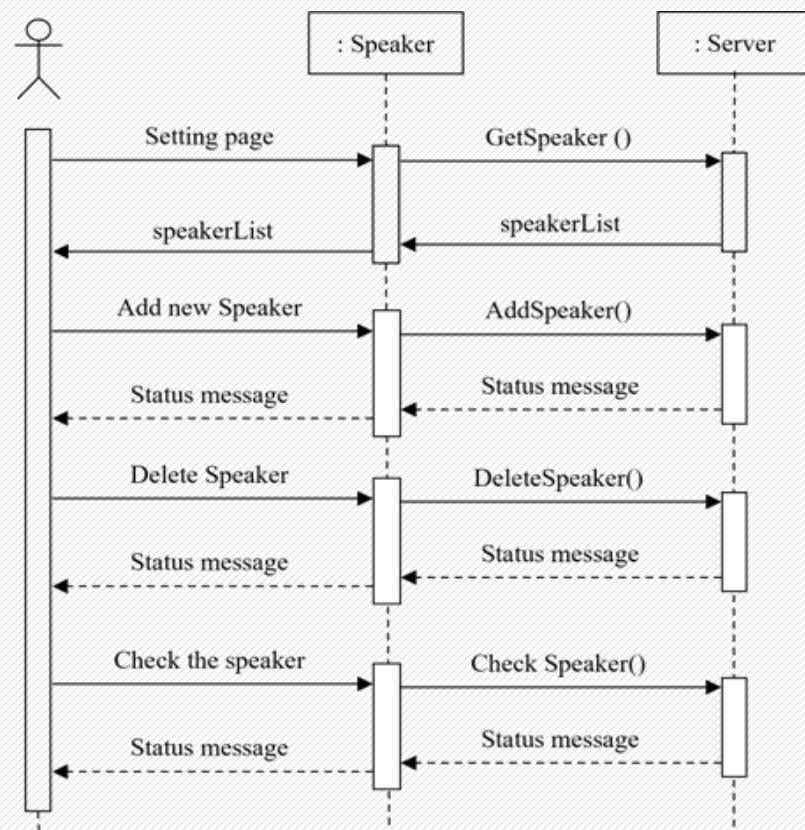 : Speaker
: Server
Setting page
GetSpeaker ()
speakerList
speakerList
Add new Speaker
AddSpeaker()
Status message
Status message
Delete Speaker
DeleteSpeaker()
Status message
Status message
Check the speaker
Check Speaker()
Status message
Status message